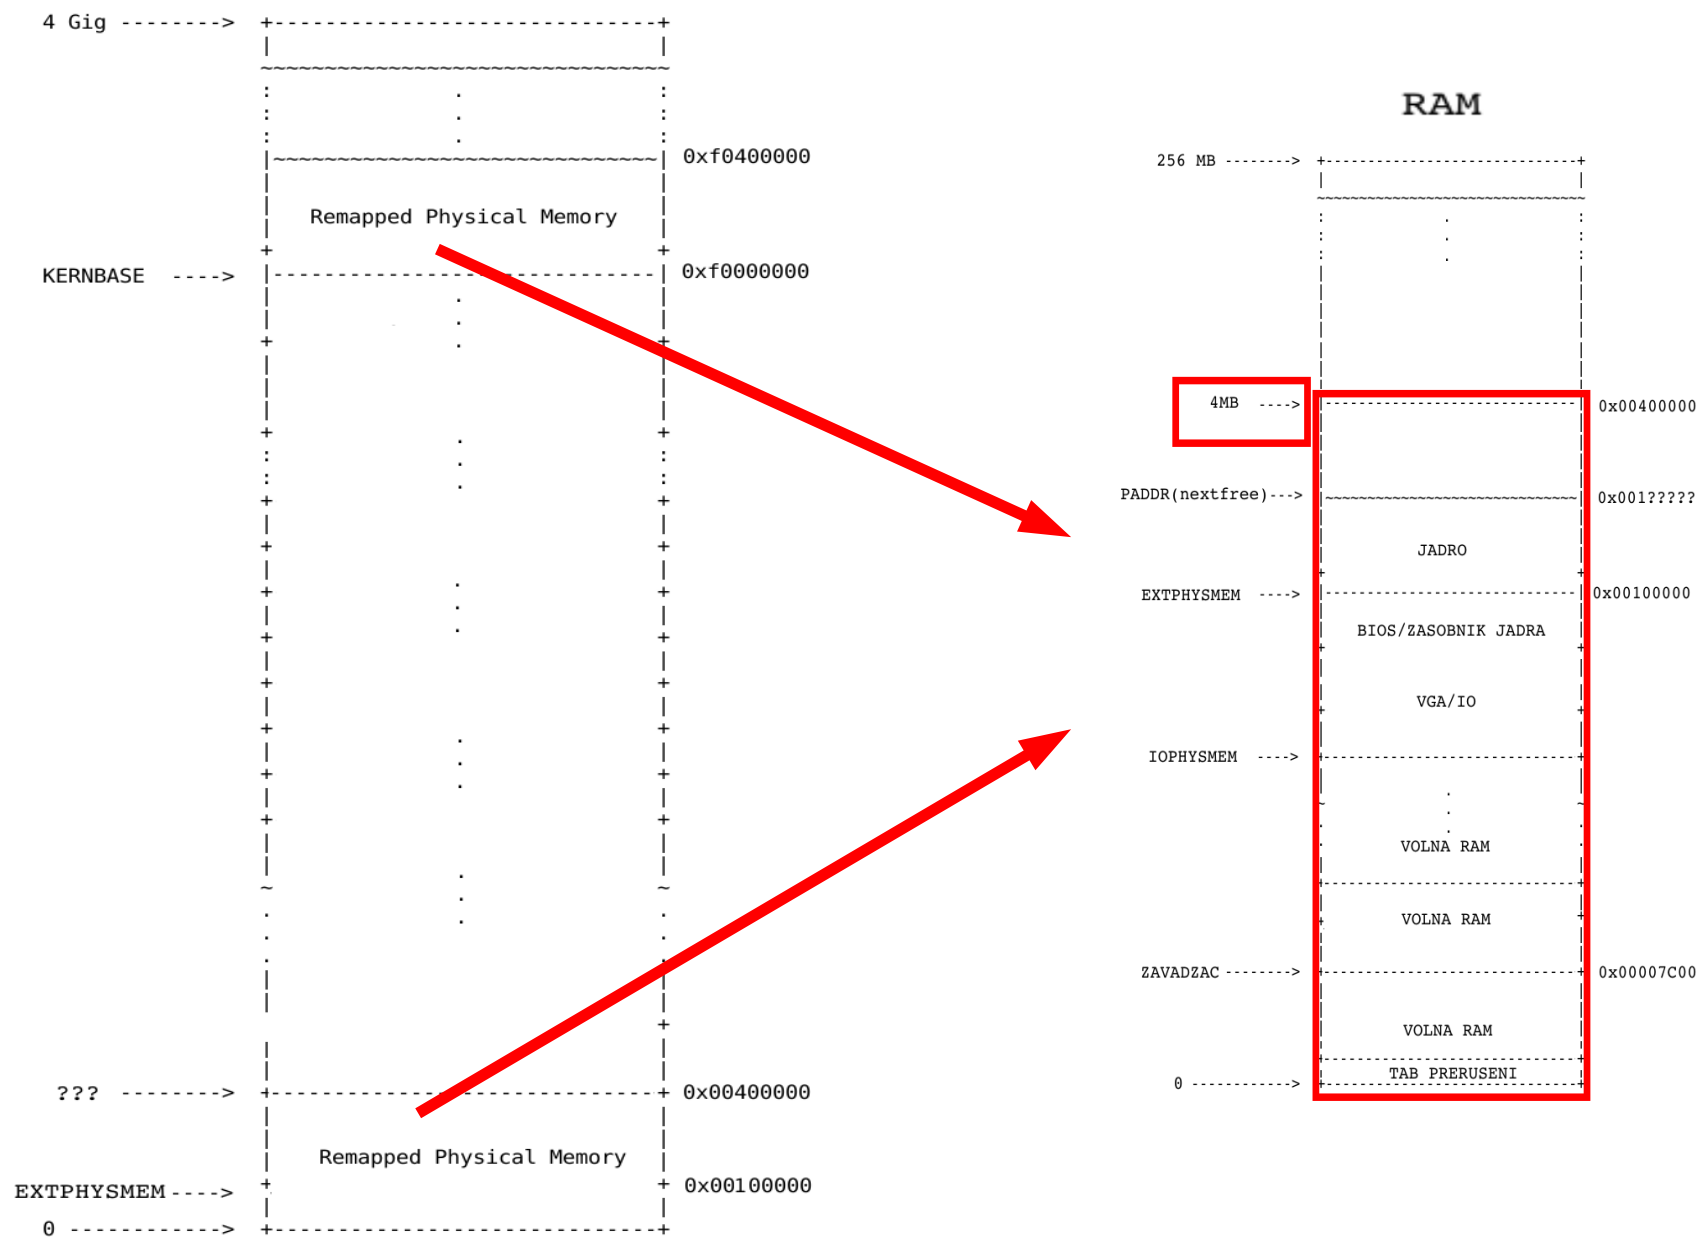 4 Gig -------->
0xf0400000
Remapped Physical Memory
KERNBASE ---->
0xf0000000
??? -------->
0x00400000
Remapped Physical Memory
EXTPHYSMEM ---->
0x00100000
0 ------------>
RAM
256 MB -------->
4MB ---->
0x00400000
PADDR(nextfree)--->
0x001?????
JADRO
EXTPHYSMEM ---->
0x00100000
BIOS/ZASOBNIK JADRA
VGA/IO
IOPHYSMEM ---->
VOLNA RAM
VOLNA RAM
ZAVADZAC -------->
0x00007C00
VOLNA RAM
TAB PRERUSENI
0 ------------>